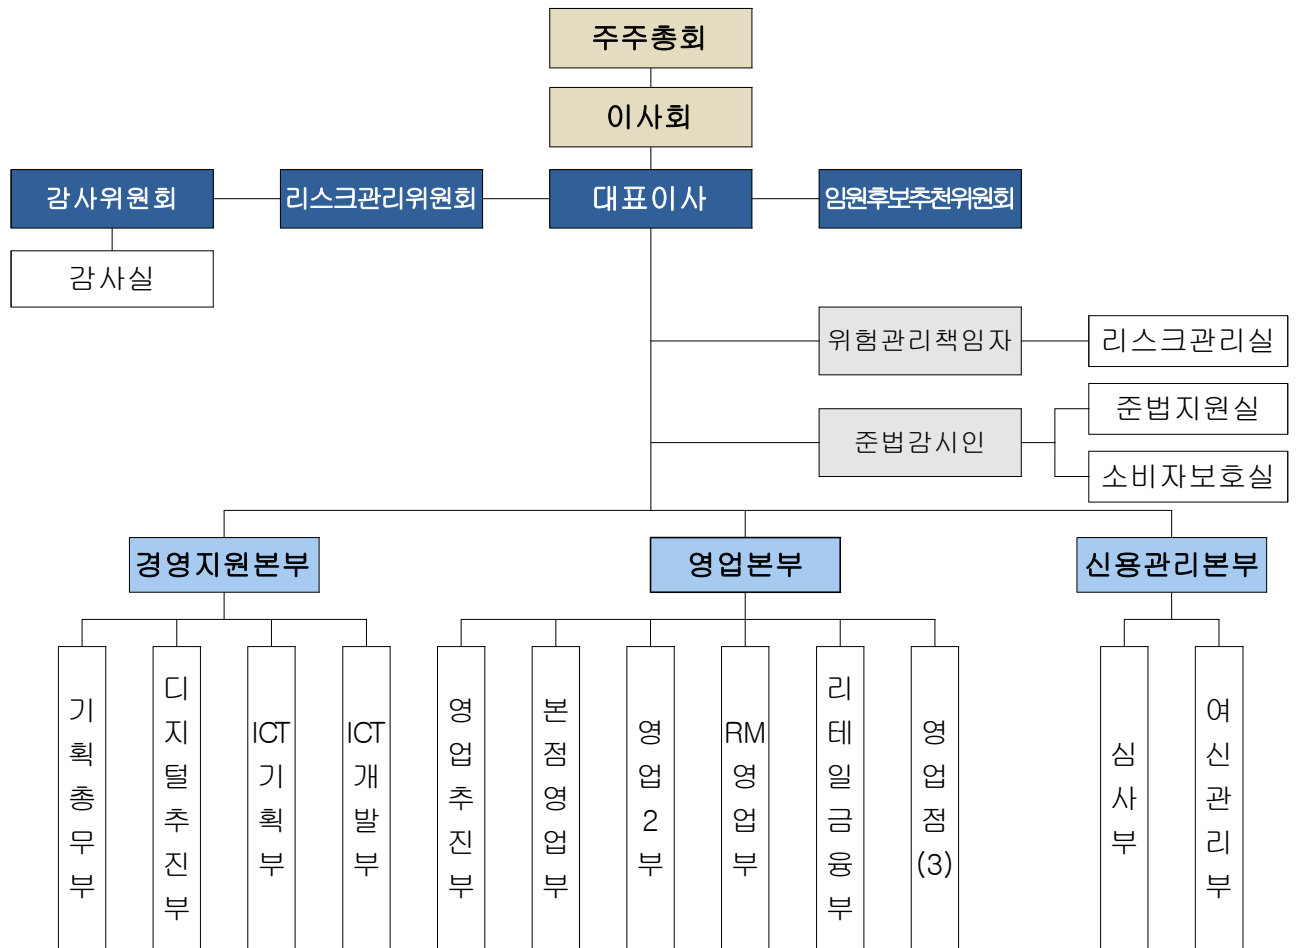 주주총회
이사회
감사위원회
리스크관리위원회
대표이사
임원후보추천위원회
감사실
위험관리책임자
리스크관리실
준법지원실
준법감시인
소비자보호실
경영지원본부
영업본부
신용관리본부
기획총무부
디지털추진부
ICT기획부
ICT개발부
영업추진부
본점영업부
영업2부
RM영업부
리테일금융부
영업점(3)
심사부
여신관리부